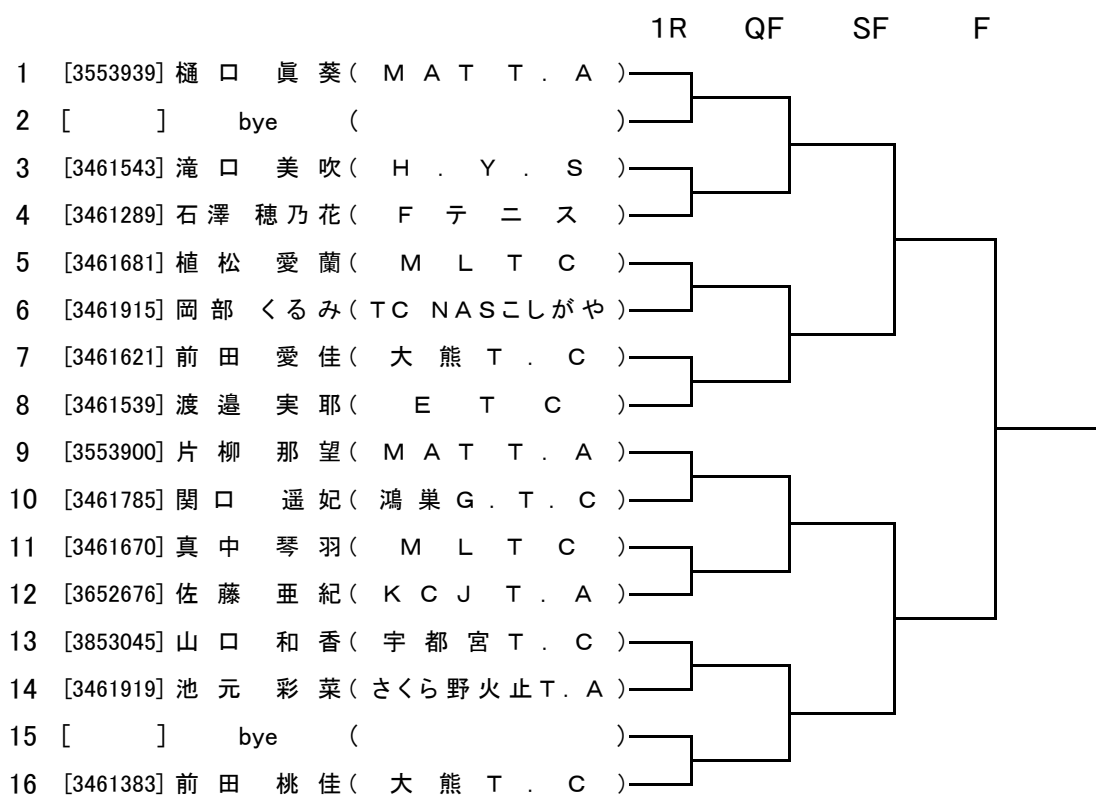 1R QF SF F
1 [3553939] 樋口 眞葵(MAT T.A)
2 [ ] bye ( )
3 [3461543] 滝口 美吹(H.Y.S)
4 [3461289] 石澤 穂乃花(Fテニス)
5 [3461681] 植松 愛蘭(MLTC)
6 [3461915] 岡部 くるみ(TC NASこしがや)
7 [3461621] 前田 愛佳(大熊T.C)
8 [3461539] 渡邉 実耶(ETC)
9 [3553900] 片柳 那望(MAT T.A)
10 [3461785] 関口 遥妃(鴻巣G.T.C)
11 [3461670] 真中 琴羽(MLTC)
12 [3652676] 佐藤 亜紀(KCJ T.A)
13 [3853045] 山口 和香(宇都宮T.C)
14 [3461919] 池元 彩菜(さくら野火止T.A)
15 [ ] bye ( )
16 [3461383] 前田 桃佳(大熊T.C)